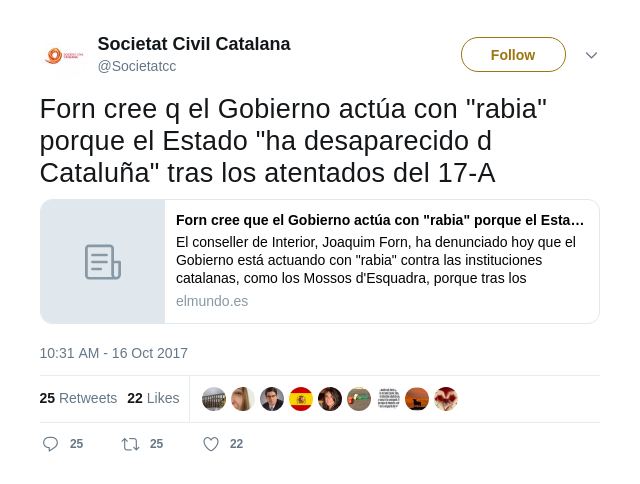 Societat Civil Catalana
@Societatcc
Follow
Forn cree q el Gobierno actúa con "rabia"
porque el Estado "ha desaparecido d
Cataluña" tras los atentados del 17-A
Forn cree que el Gobierno actúa con "rabia" porque el Esta…
El conseller de Interior, Joaquim Forn, ha denunciado hoy que el
Gobierno está actuando con "rabia" contra las instituciones
catalanas, como los Mossos d'Esquadra, porque tras los
elmundo.es
10:31 AM - 16 Oct 2017
25 Retweets 22 Likes
25 25 22